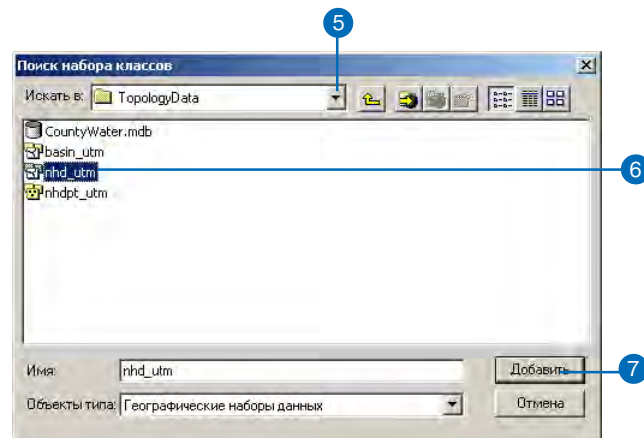 5
Поиск набора классов
Искать в: TopologyData
CountyWater.mdb
basin_utm
nhd_utm
6
nhdpt_utm
Имя: nhd_utm Добавить
7
Объекты типа: Географические наборы данных Отмена